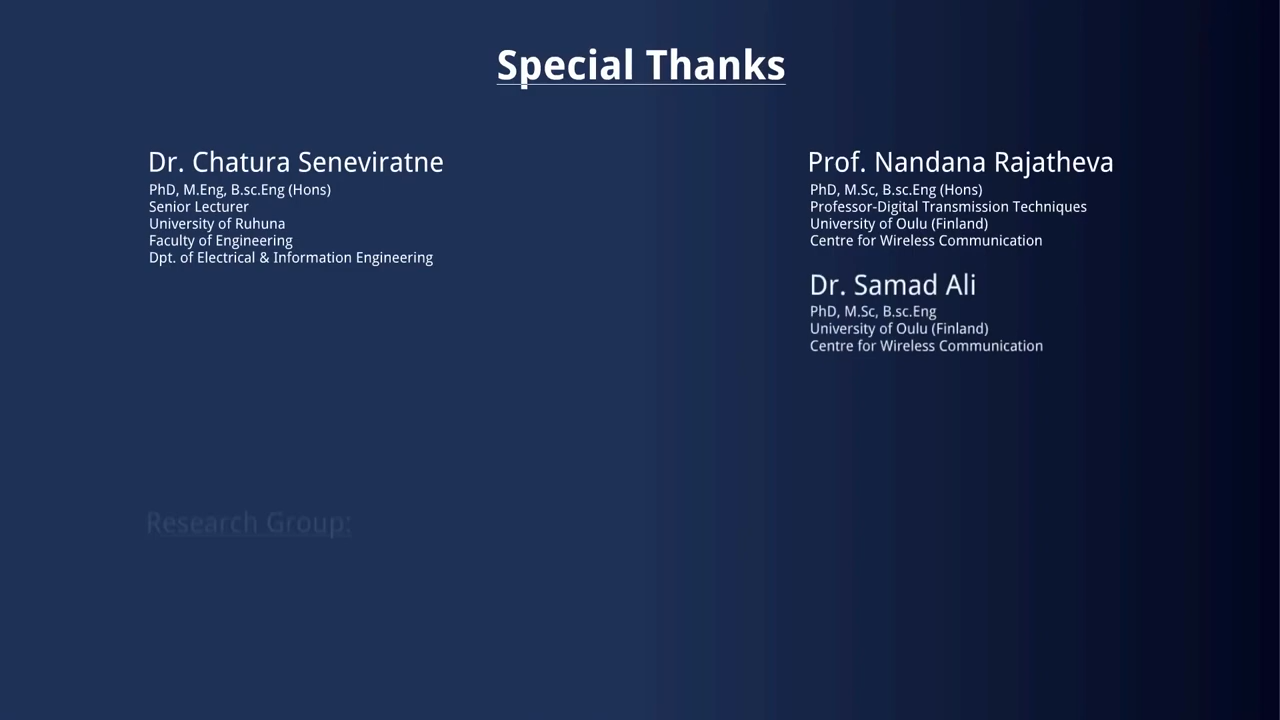 Special Thanks
Dr. Chatura Seneviratne
PhD, M.Eng, B.sc.Eng (Hons)
Senior Lecturer
University of Ruhuna
Faculty of Engineering
Dpt. of Electrical & Information Engineering
Prof. Nandana Rajatheva
PhD, M.Sc, B.sc.Eng (Hons)
Professor-Digital Transmission Techniques
University of Oulu (Finland)
Centre for Wireless Communication
Dr. Samad Ali
PhD, M.Sc, B.sc.Eng
University of Oulu (Finland)
Centre for Wireless Communication
Research Group: